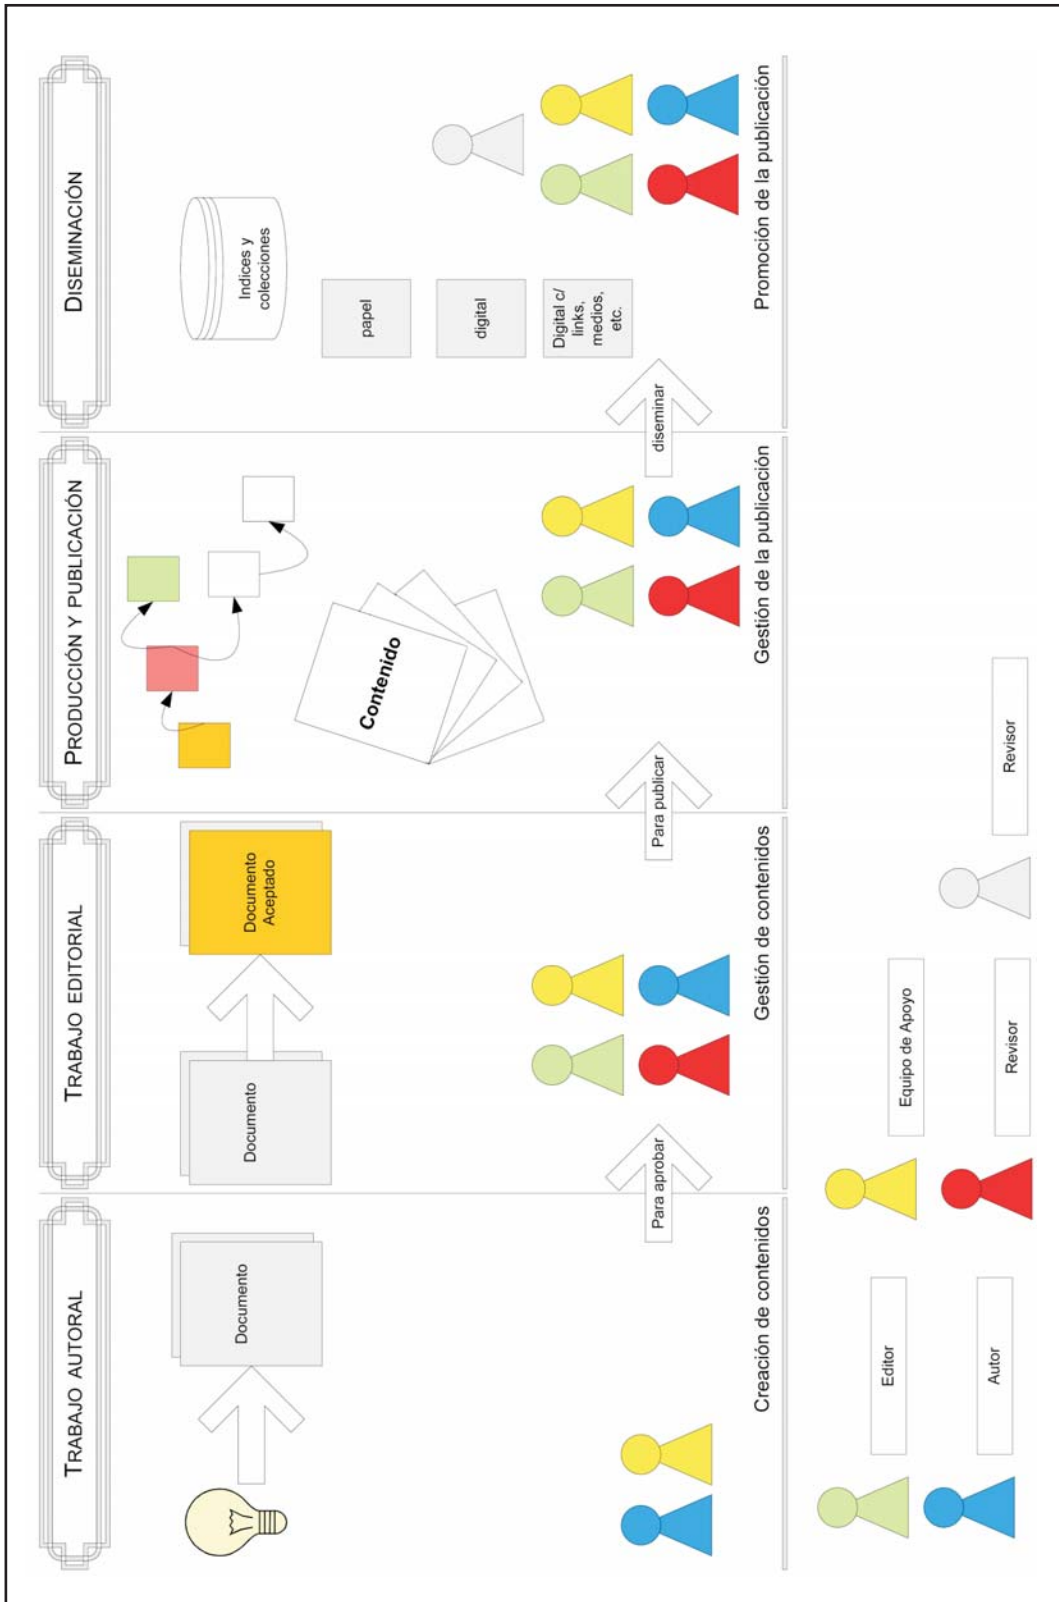 TRABAJO AUTORAL
Documento
Creación de contenidos
Para aprobar
TRABAJO EDITORIAL
Documento
Documento
Aceptado
Gestión de contenidos
Para publicar
PRODUCCIÓN Y PUBLICACIÓN
Contenido
Gestión de la publicación
diseminar
DISEMINACIÓN
Indices y
colecciones
papel
digital
Digital c/
links,
medios,
etc.
Promoción de la publicación
Editor
Equipo de Apoyo
Autor
Revisor
Revisor